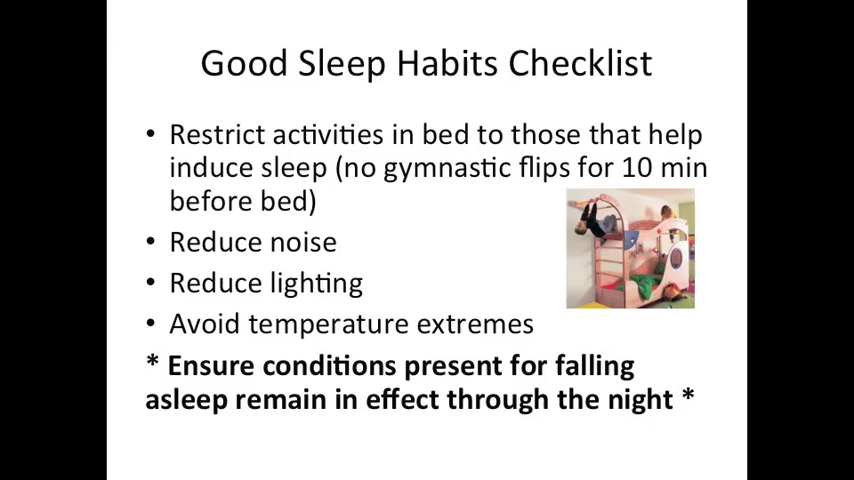 Good Sleep Habits Checklist
• Restrict activities in bed to those that help
induce sleep (no gymnastic flips for 10 min
before bed)
• Reduce noise
• Reduce lighting
• Avoid temperature extremes
* Ensure conditions present for falling
asleep remain in effect through the night *